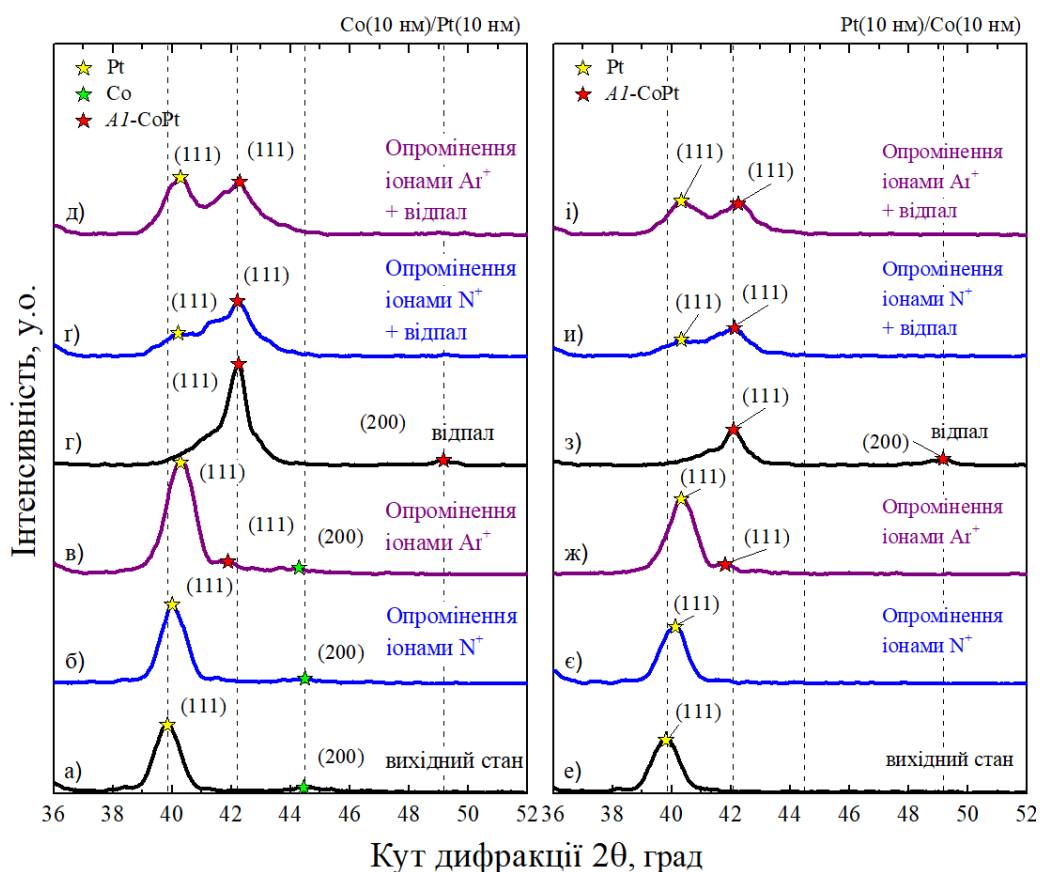 Co(10 нм)/Pt(10 нм)
Pt
Co
A1-CoPt
(111)
(111)
Опромінення
іонами Ar+
+ відпал
д)
(111)
(111)
Опромінення
іонами N+
+ відпал
ґ)
(111)
(200)
відпал
г)
(111)
(111)
(200)
Опромінення
іонами Ar+
в)
(111)
(200)
Опромінення
іонами N+
б)
(111)
(200)
вихідний стан
а)
36 38 40 42 44 46 48 50 52
Pt(10 нм)/Co(10 нм)
Pt
A1-CoPt
(111)
(111)
Опромінення
іонами Ar+
+ відпал
і)
(111)
(111)
Опромінення
іонами N+
+ відпал
и)
(111)
(200)
відпал
з)
(111)
(111)
Опромінення
іонами Ar+
ж)
(111)
Опромінення
іонами N+
є)
(111)
вихідний стан
е)
36 38 40 42 44 46 48 50 52
Інтенсивність, у.о.
Кут дифракції 2θ, град